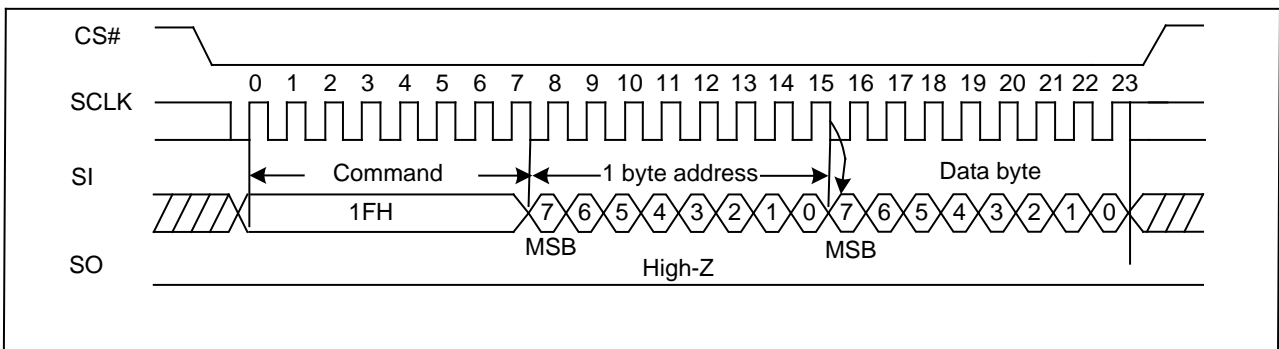 CS#
0 1 2 3 4 5 6 7 8 9 10 11 12 13 14 15 16 17 18 19 20 21 22 23
SCLK
SI Command 1 byte address Data byte
1FH 7 6 5 4 3 2 1 0 7 6 5 4 3 2 1 0
MSB MSB
SO High-Z